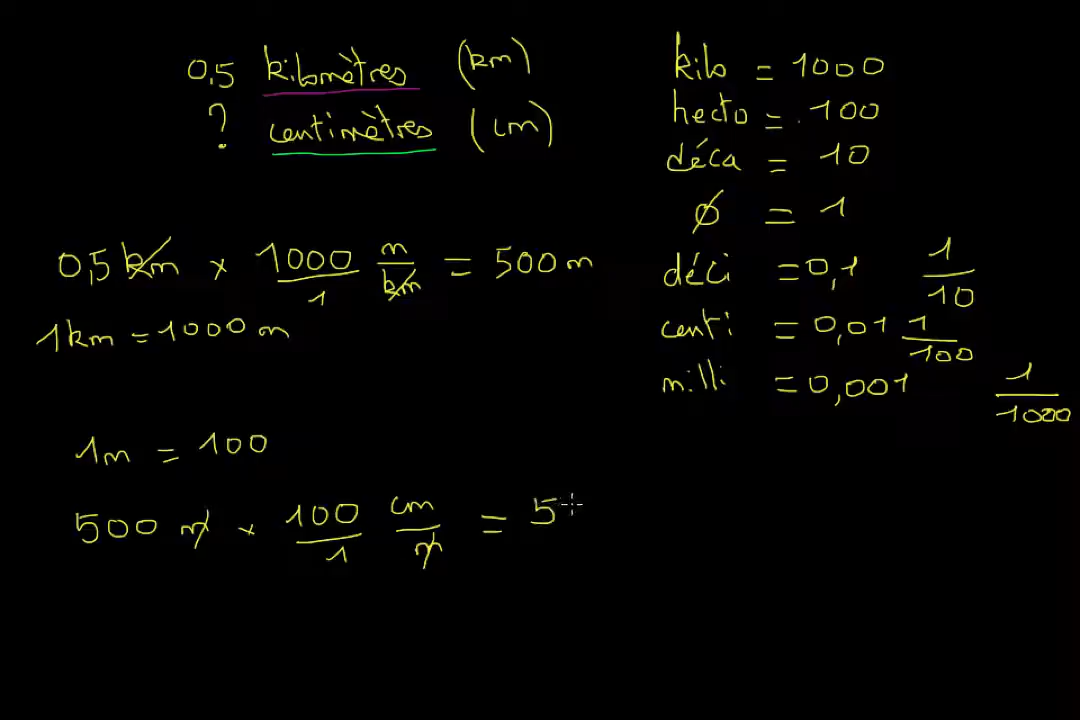 0,5 kilomètres (km)
? centimètres (cm)
0,5 km × 1000/1 m/km = 500 m
1 km = 1000 m
1 m = 100
500 m × 100/1 cm/m = 5
kilo = 1000
hecto = .100
déca = 10
ø = 1
déci = 0,1 1/10
centi = 0,01 1/100
milli = 0,001 1/1000